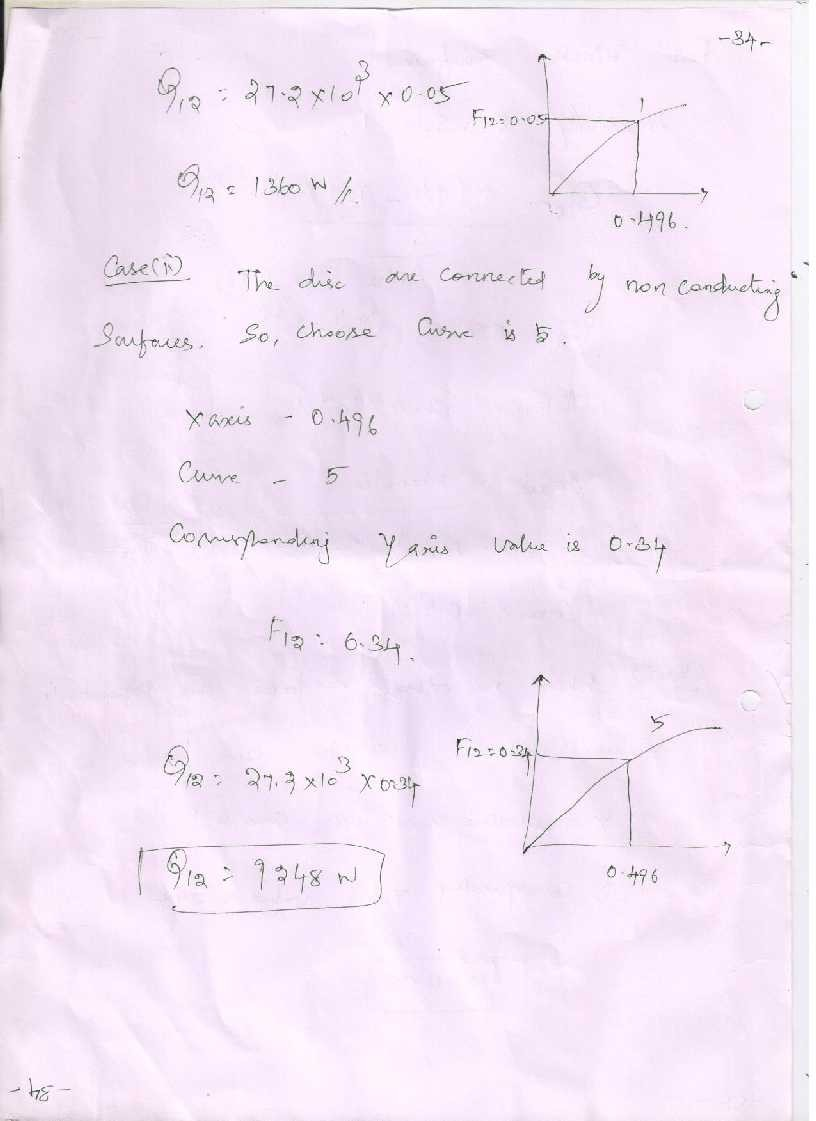 -34-
Q12 = 27.2 x 10^3 x 0.05
F12 = 0.05
1
Q12 = 1360 W
0.496.
Case (ii) The disc are connected by non conducting
Surfaces. So, choose Curve is 5.
X axis - 0.496
Curve - 5
Corresponding Y axis value is 0.34
F12 = 0.34.
5
F12 = 0.34
Q12 = 27.2 x 10^3 x 0.34
Q12 = 9248 W
0.496
-34-